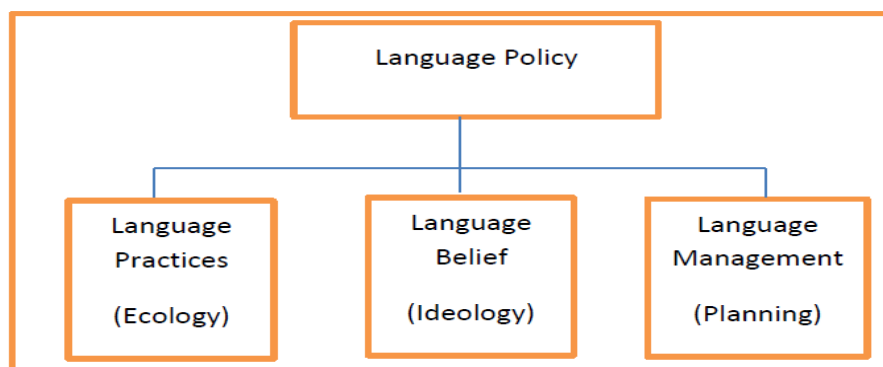 Language Policy
Language
Practices
(Ecology)
Language
Belief
(Ideology)
Language
Management
(Planning)